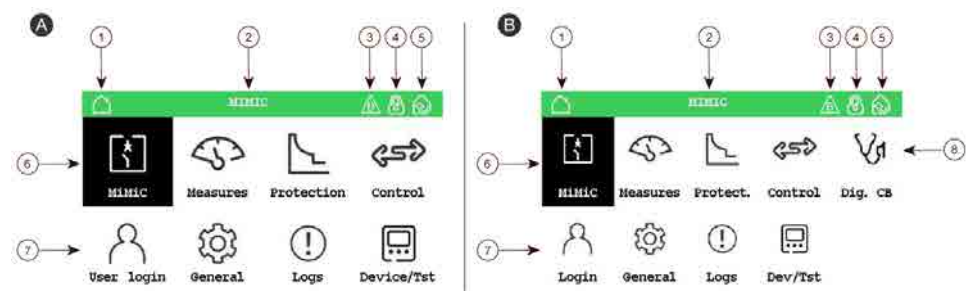 A
1 2 3 4 5
MIMIC
6
MiMiC Measures Protection Control
7
User login General Logs Device/Tst
B
1 2 3 4 5
MIMIC
6 8
MiMiC Measures Protect. Control Dig. CB
7
Login General Logs Dev/Tst